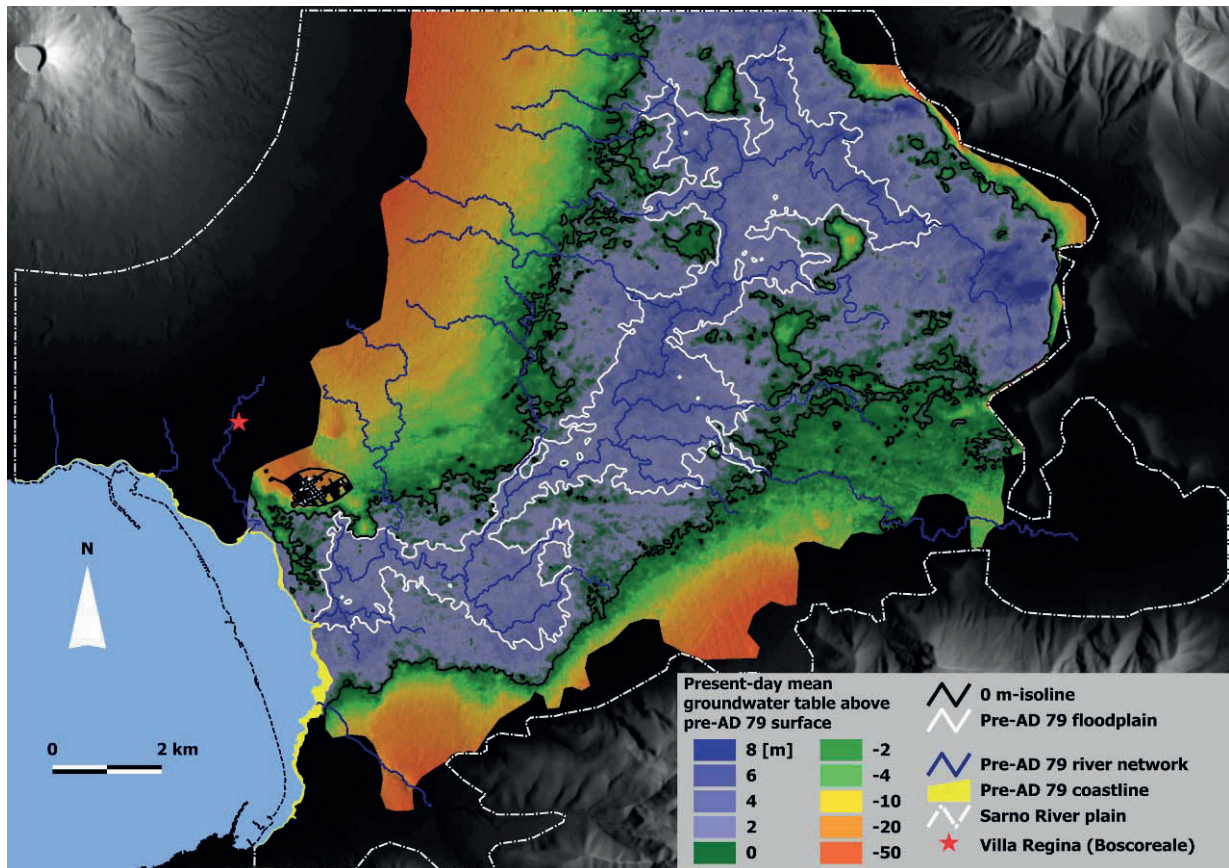 N
0 2 km
Present-day mean
groundwater table above
pre-AD 79 surface
8 [m]
6
4
2
0
-2
-4
-10
-20
-50
0 m-isoline
Pre-AD 79 floodplain
Pre-AD 79 river network
Pre-AD 79 coastline
Sarno River plain
Villa Regina (Boscoreale)